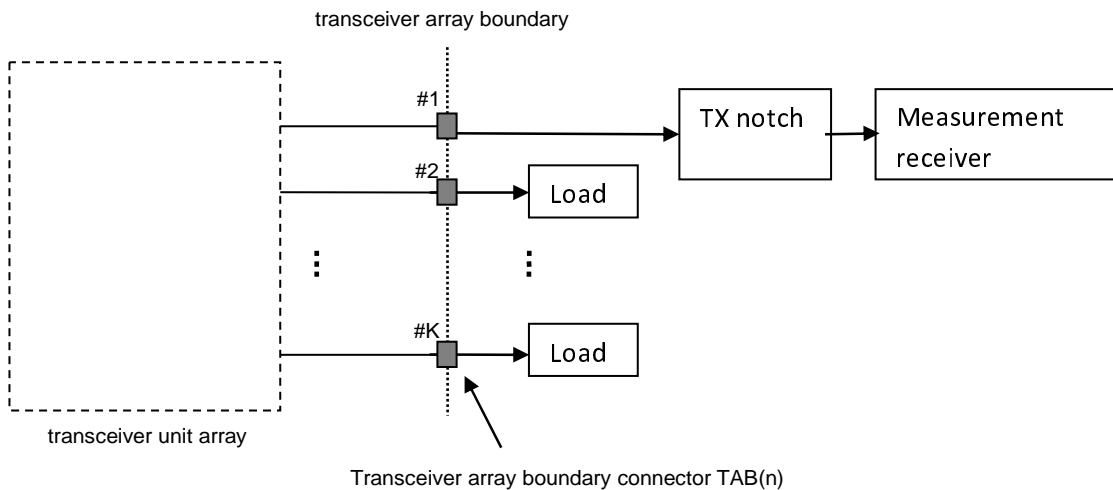 transceiver array boundary
#1
TX notch
Measurement
receiver
#2
Load
#K
Load
transceiver unit array
Transceiver array boundary connector TAB(n)